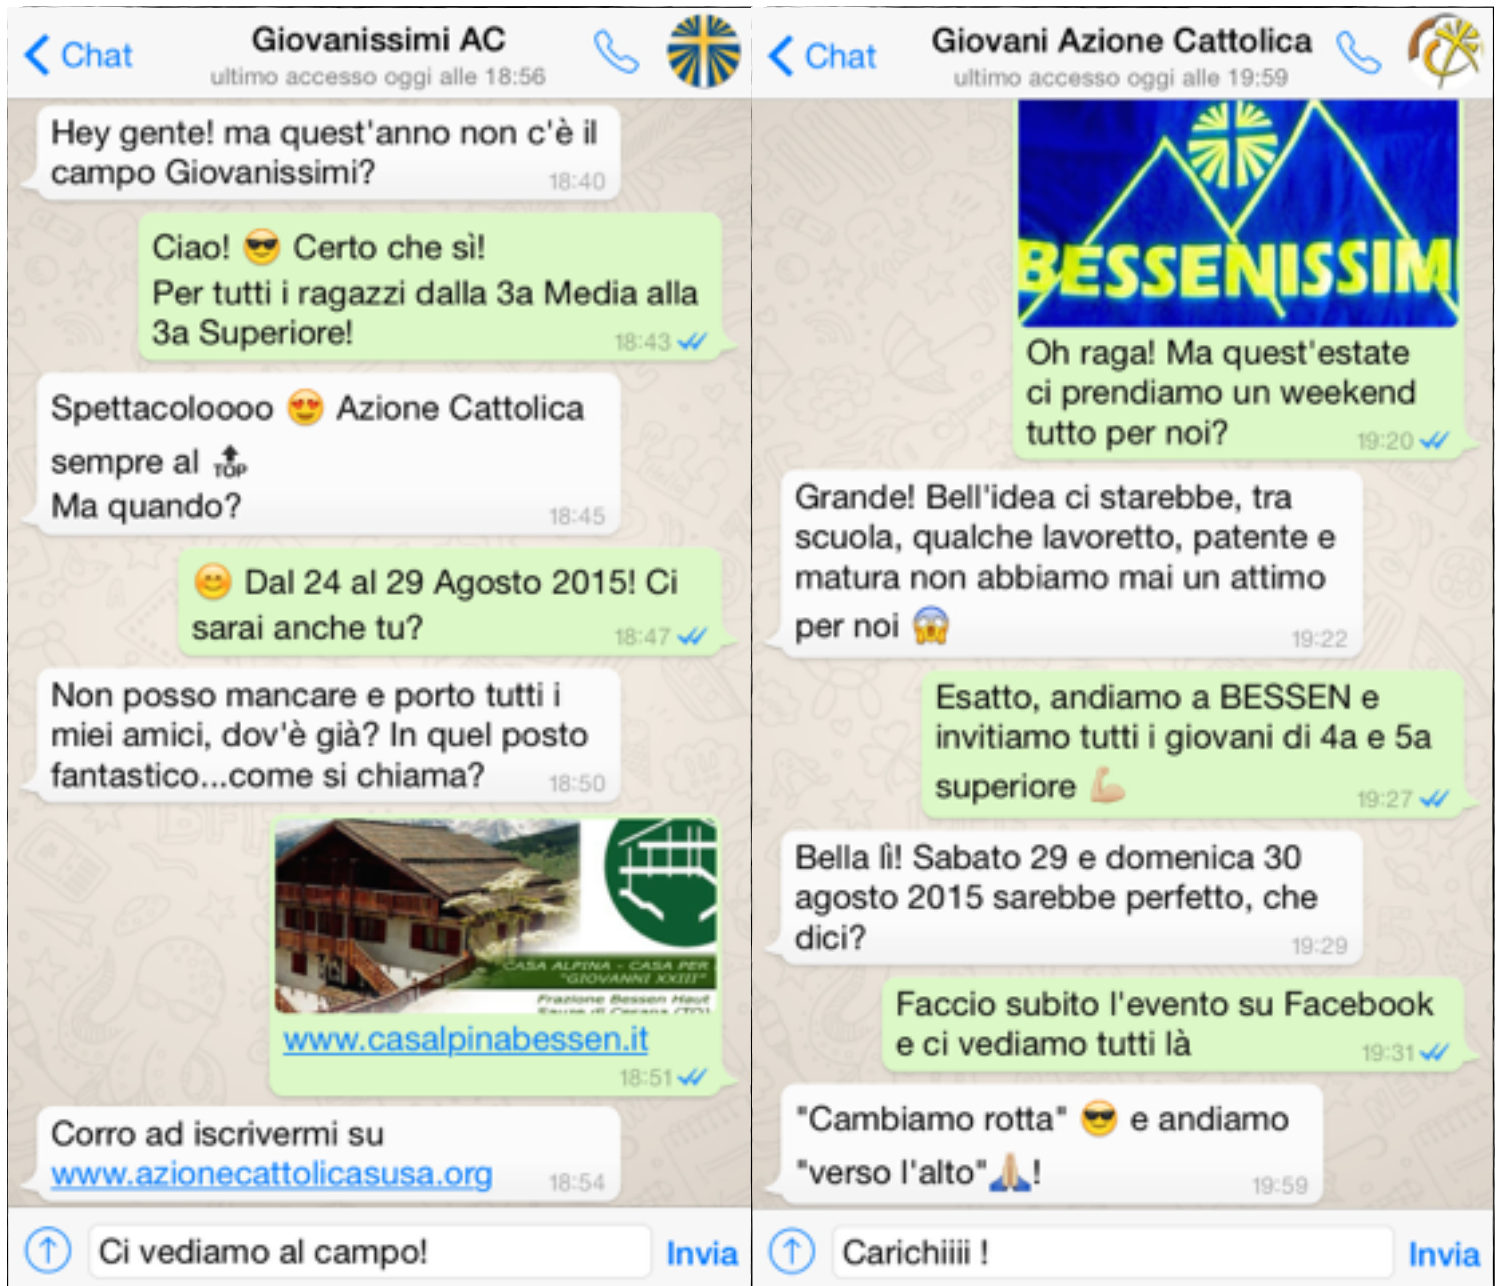 Chat
Giovanissimi AC
ultimo accesso oggi alle 18:56
Hey gente! ma quest'anno non c'è il
campo Giovanissimi?
18:40
Ciao! 😎 Certo che sì!
Per tutti i ragazzi dalla 3a Media alla
3a Superiore!
18:43
Spettacoloooo 😍 Azione Cattolica
sempre al 🔝
Ma quando?
18:45
😊 Dal 24 al 29 Agosto 2015! Ci
sarai anche tu?
18:47
Non posso mancare e porto tutti i
miei amici, dov'è già? In quel posto
fantastico...come si chiama?
18:50
CASA ALPINA - CASA PER
"GIOVANNI XXIII"
Frazione Bessen Haut
Sauze di Cesana (TO)
www.casalpinabessen.it
18:51
Corro ad iscrivermi su
www.azionecattolicasusa.org
18:54
Ci vediamo al campo!
Invia
Chat
Giovani Azione Cattolica
ultimo accesso oggi alle 19:59
BESSENISSIM
Oh raga! Ma quest'estate
ci prendiamo un weekend
tutto per noi?
19:20
Grande! Bell'idea ci starebbe, tra
scuola, qualche lavoretto, patente e
matura non abbiamo mai un attimo
per noi 😱
19:22
Esatto, andiamo a BESSEN e
invitiamo tutti i giovani di 4a e 5a
superiore 💪
19:27
Bella lì! Sabato 29 e domenica 30
agosto 2015 sarebbe perfetto, che
dici?
19:29
Faccio subito l'evento su Facebook
e ci vediamo tutti là
19:31
"Cambiamo rotta" 😎 e andiamo
"verso l'alto"🙏!
19:59
Carichiiii !
Invia